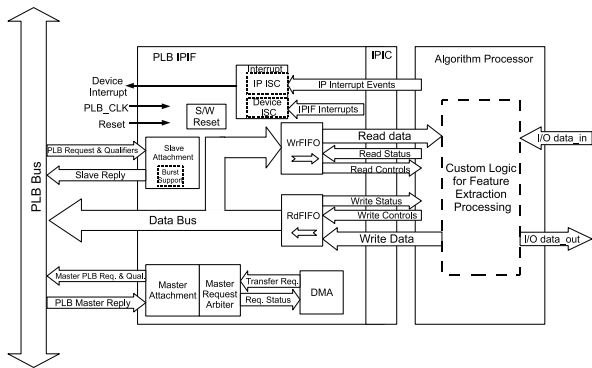 PLB IPIF
IPIC
Algorithm Processor
Interrupt
IP ISC
Device
ISC
Device
Interrupt
IP Interrupt Events
IPIF Interrupts
PLB_CLK
S/W
Reset
Reset
PLB Bus
PLB Request & Qualifiers
Slave
Attachment
Burst
Support
Slave Reply
WrFIFO
Read data
Read Status
Read Controls
I/O data_in
Custom Logic
for Feature
Extraction
Processing
Data Bus
RdFIFO
Write Status
Write Controls
Write Data
I/O data_out
Master PLB Req. & Qual.
PLB Master Reply
Master
Attachment
Master
Request
Arbiter
Transfer Req.
Req. Status
DMA